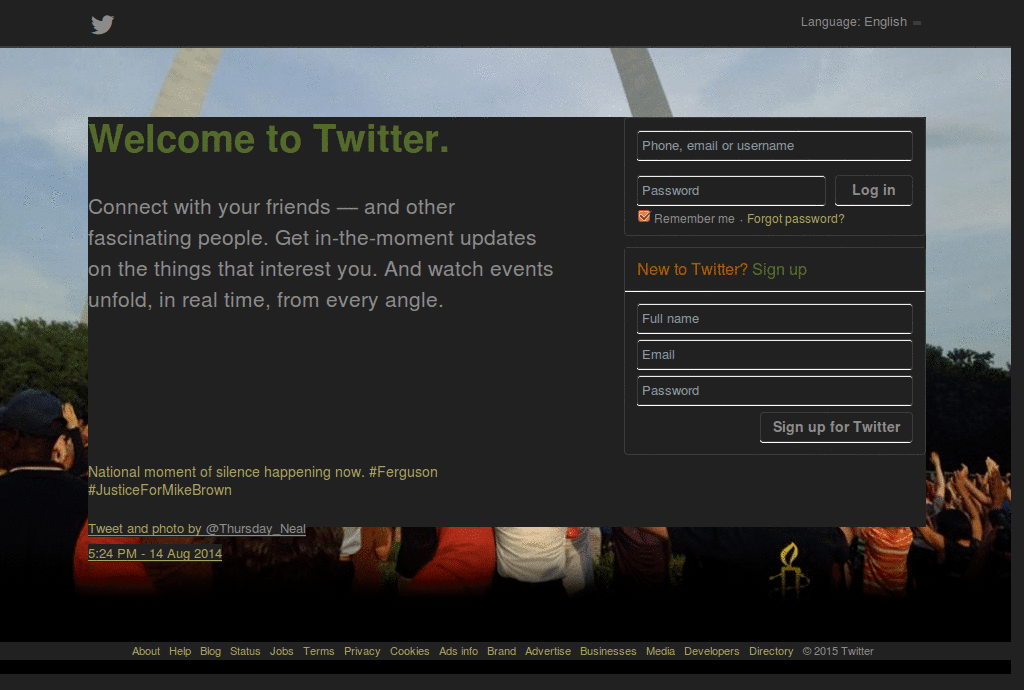 Language: English
Welcome to Twitter.
Connect with your friends — and other
fascinating people. Get in-the-moment updates
on the things that interest you. And watch events
unfold, in real time, from every angle.
Phone, email or username
Password
Log in
Remember me · Forgot password?
New to Twitter? Sign up
Full name
Email
Password
Sign up for Twitter
National moment of silence happening now. #Ferguson
#JusticeForMikeBrown
Tweet and photo by @Thursday_Neal
5:24 PM - 14 Aug 2014
About Help Blog Status Jobs Terms Privacy Cookies Ads info Brand Advertise Businesses Media Developers Directory © 2015 Twitter